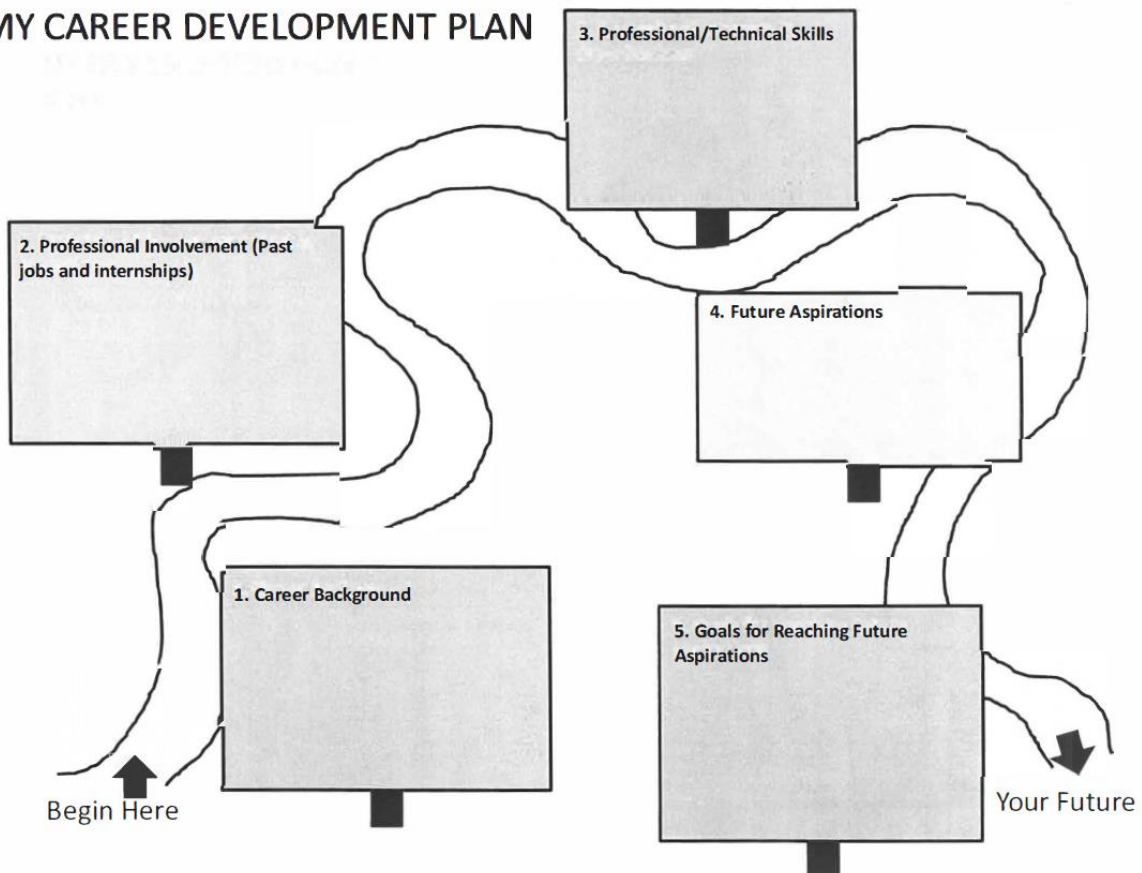 MY CAREER DEVELOPMENT PLAN
3. Professional/Technical Skills
2. Professional Involvement (Past
jobs and internships)
4. Future Aspirations
1. Career Background
5. Goals for Reaching Future
Aspirations
Begin Here
Your Future